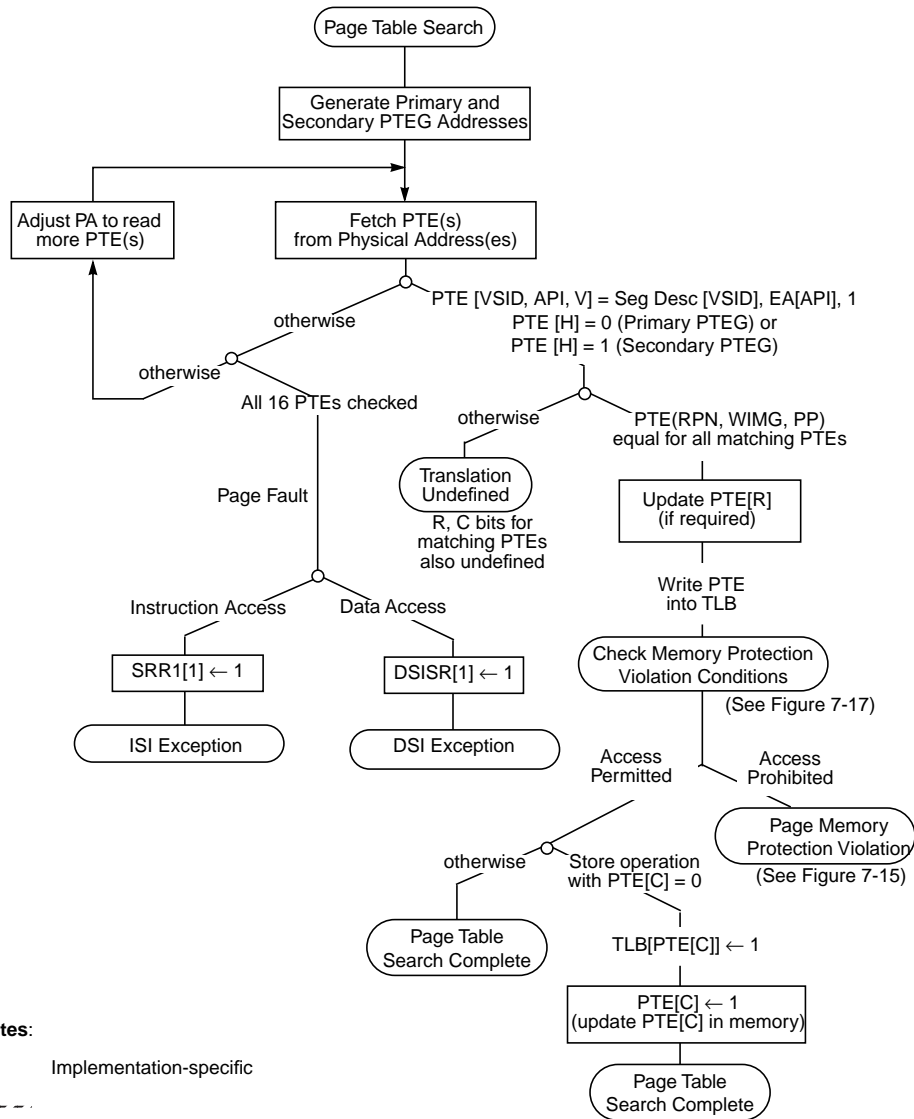 Page Table Search
Generate Primary and
Secondary PTEG Addresses
Adjust PA to read
more PTE(s)
Fetch PTE(s)
from Physical Address(es)
PTE [VSID, API, V] = Seg Desc [VSID], EA[API], 1
PTE [H] = 0 (Primary PTEG) or
PTE [H] = 1 (Secondary PTEG)
otherwise
otherwise
All 16 PTEs checked
otherwise
PTE(RPN, WIMG, PP)
equal for all matching PTEs
Translation
Undefined
R, C bits for
matching PTEs
also undefined
Page Fault
Update PTE[R]
(if required)
Write PTE
into TLB
Instruction Access
Data Access
SRR1[1] ← 1
DSISR[1] ← 1
Check Memory Protection
Violation Conditions
(See Figure 7-17)
ISI Exception
DSI Exception
Access
Permitted
Access
Prohibited
Page Memory
Protection Violation
(See Figure 7-15)
otherwise
Store operation
with PTE[C] = 0
Page Table
Search Complete
TLB[PTE[C]] ← 1
PTE[C] ← 1
(update PTE[C] in memory)
Page Table
Search Complete
tes:
Implementation-specific